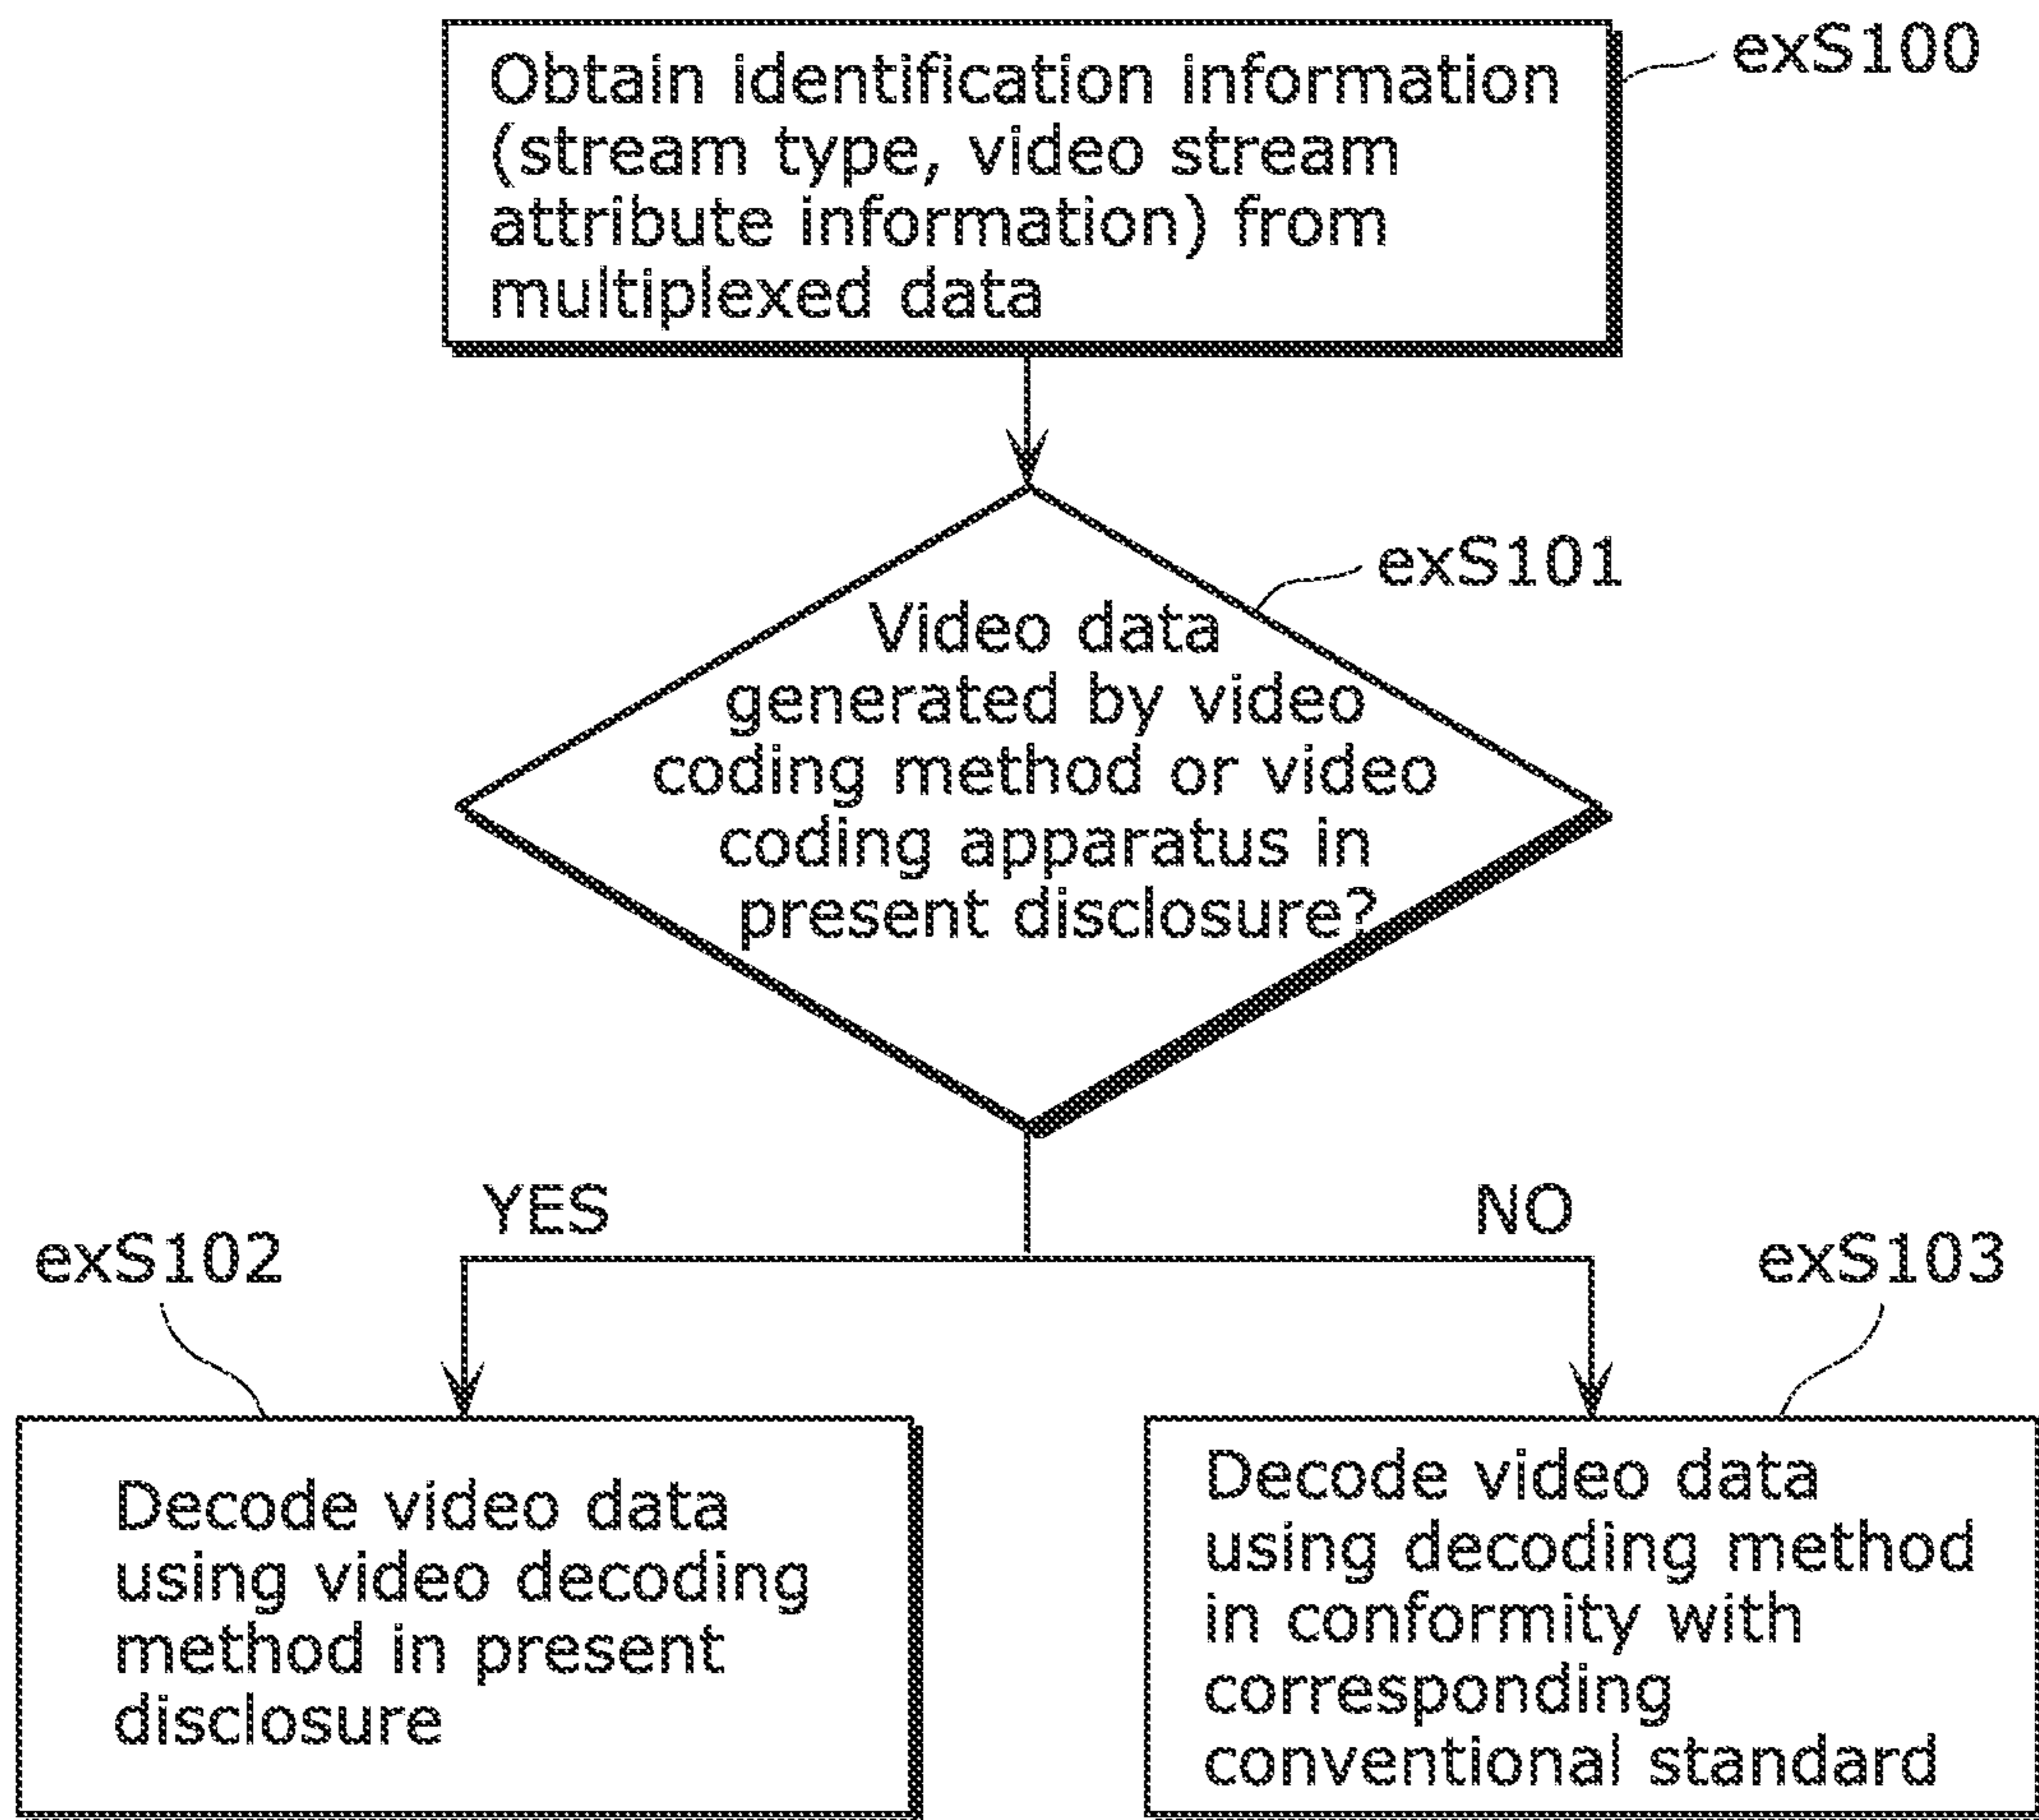 Obtain identification information
(stream type, video stream
attribute information) from
multiplexed data
exS100
exS101
Video data
generated by video
coding method or video
coding apparatus in
present disclosure?
YES
NO
exS102
exS103
Decode video data
using video decoding
method in present
disclosure
Decode video data
using decoding method
in conformity with
corresponding
conventional standard